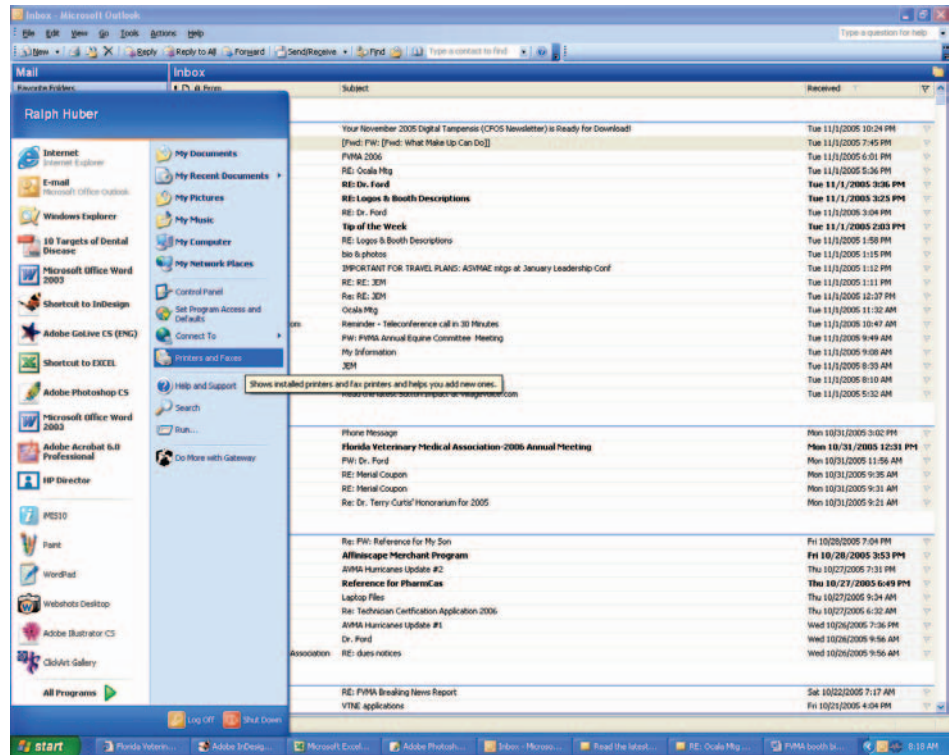 Inbox - Microsoft Outlook
File Edit View Go Tools Actions Help
Type a question for help
New Reply Reply to All Forward Send/Receive Find Type a contact to find
Mail
Inbox
Favorite Folders
From Subject Received
Ralph Huber
Internet
Internet Explorer
E-mail
Microsoft Office Outlook
Windows Explorer
10 Targets of Dental
Disease
Microsoft Office Word
2003
Shortcut to InDesign
Adobe GoLive CS (ENG)
Shortcut to EXCEL
Adobe Photoshop CS
Microsoft Office Word
2003
Adobe Acrobat 6.0
Professional
HP Director
iMIS10
Paint
WordPad
Webshots Desktop
Adobe Illustrator CS
ClickArt Gallery
All Programs
My Documents
My Recent Documents
My Pictures
My Music
My Computer
My Network Places
Control Panel
Set Program Access and
Defaults
Connect To
Printers and Faxes
Help and Support
Search
Run...
Do More with Gateway
Shows installed printers and fax printers and helps you add new ones.
Log Off Shut Down
Your November 2005 Digital Tampensis (CFOS Newsletter) is Ready for Download! Tue 11/1/2005 10:24 PM
[Fwd: FW: [Fwd: What Make Up Can Do]] Tue 11/1/2005 7:45 PM
FVMA 2006 Tue 11/1/2005 6:01 PM
RE: Ocala Mtg Tue 11/1/2005 5:36 PM
RE: Dr. Ford Tue 11/1/2005 3:36 PM
RE: Logos & Booth Descriptions Tue 11/1/2005 3:25 PM
RE: Dr. Ford Tue 11/1/2005 3:04 PM
Tip of the Week Tue 11/1/2005 2:03 PM
RE: Logos & Booth Descriptions Tue 11/1/2005 1:58 PM
bio & photos Tue 11/1/2005 1:15 PM
IMPORTANT FOR TRAVEL PLANS: ASVMAE mtgs at January Leadership Conf Tue 11/1/2005 1:12 PM
RE: RE: JEM Tue 11/1/2005 1:11 PM
Re: RE: JEM Tue 11/1/2005 12:37 PM
Ocala Mtg Tue 11/1/2005 11:32 AM
Reminder - Teleconference call in 30 Minutes Tue 11/1/2005 10:47 AM
FW: FVMA Annual Equine Committee Meeting Tue 11/1/2005 9:49 AM
My Information Tue 11/1/2005 9:08 AM
JEM Tue 11/1/2005 8:33 AM
Tue 11/1/2005 8:10 AM
Read the latest Sutton Impact at VillageVoice.com Tue 11/1/2005 5:32 AM
Phone Message Mon 10/31/2005 3:02 PM
Florida Veterinary Medical Association-2006 Annual Meeting Mon 10/31/2005 12:31 PM
FW: Dr. Ford Mon 10/31/2005 11:56 AM
RE: Merial Coupon Mon 10/31/2005 9:35 AM
RE: Merial Coupon Mon 10/31/2005 9:31 AM
Re: Dr. Terry Curtis' Honorarium for 2005 Mon 10/31/2005 9:21 AM
Re: FW: Reference for My Son Fri 10/28/2005 7:04 PM
Affiniscape Merchant Program Fri 10/28/2005 3:53 PM
AVMA Hurricanes Update #2 Thu 10/27/2005 7:31 PM
Reference for PharmCas Thu 10/27/2005 6:49 PM
Laptop Files Thu 10/27/2005 9:34 AM
Re: Technician Certification Application 2006 Thu 10/27/2005 6:32 AM
AVMA Hurricanes Update #1 Wed 10/26/2005 7:36 PM
Dr. Ford Wed 10/26/2005 9:56 AM
Association RE: dues notices Wed 10/26/2005 9:56 AM
RE: FVMA Breaking News Report Sat 10/22/2005 7:17 AM
VTNE applications Fri 10/21/2005 4:04 PM
start Florida Veterin... Adobe InDesig... Microsoft Excel... Adobe Photosh... Inbox - Microso... Read the latest... RE: Ocala Mtg ... FVMA booth bi... 8:18 AM